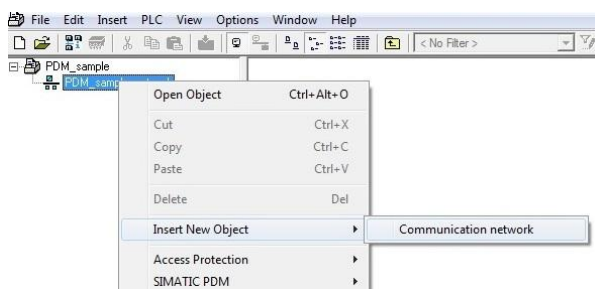 File Edit Insert PLC View Options Window Help
< No Filter >
PDM_sample
Open Object Ctrl+Alt+O
Cut Ctrl+X
Copy Ctrl+C
Paste Ctrl+V
Delete Del
Insert New Object
Communication network
Access Protection
SIMATIC PDM